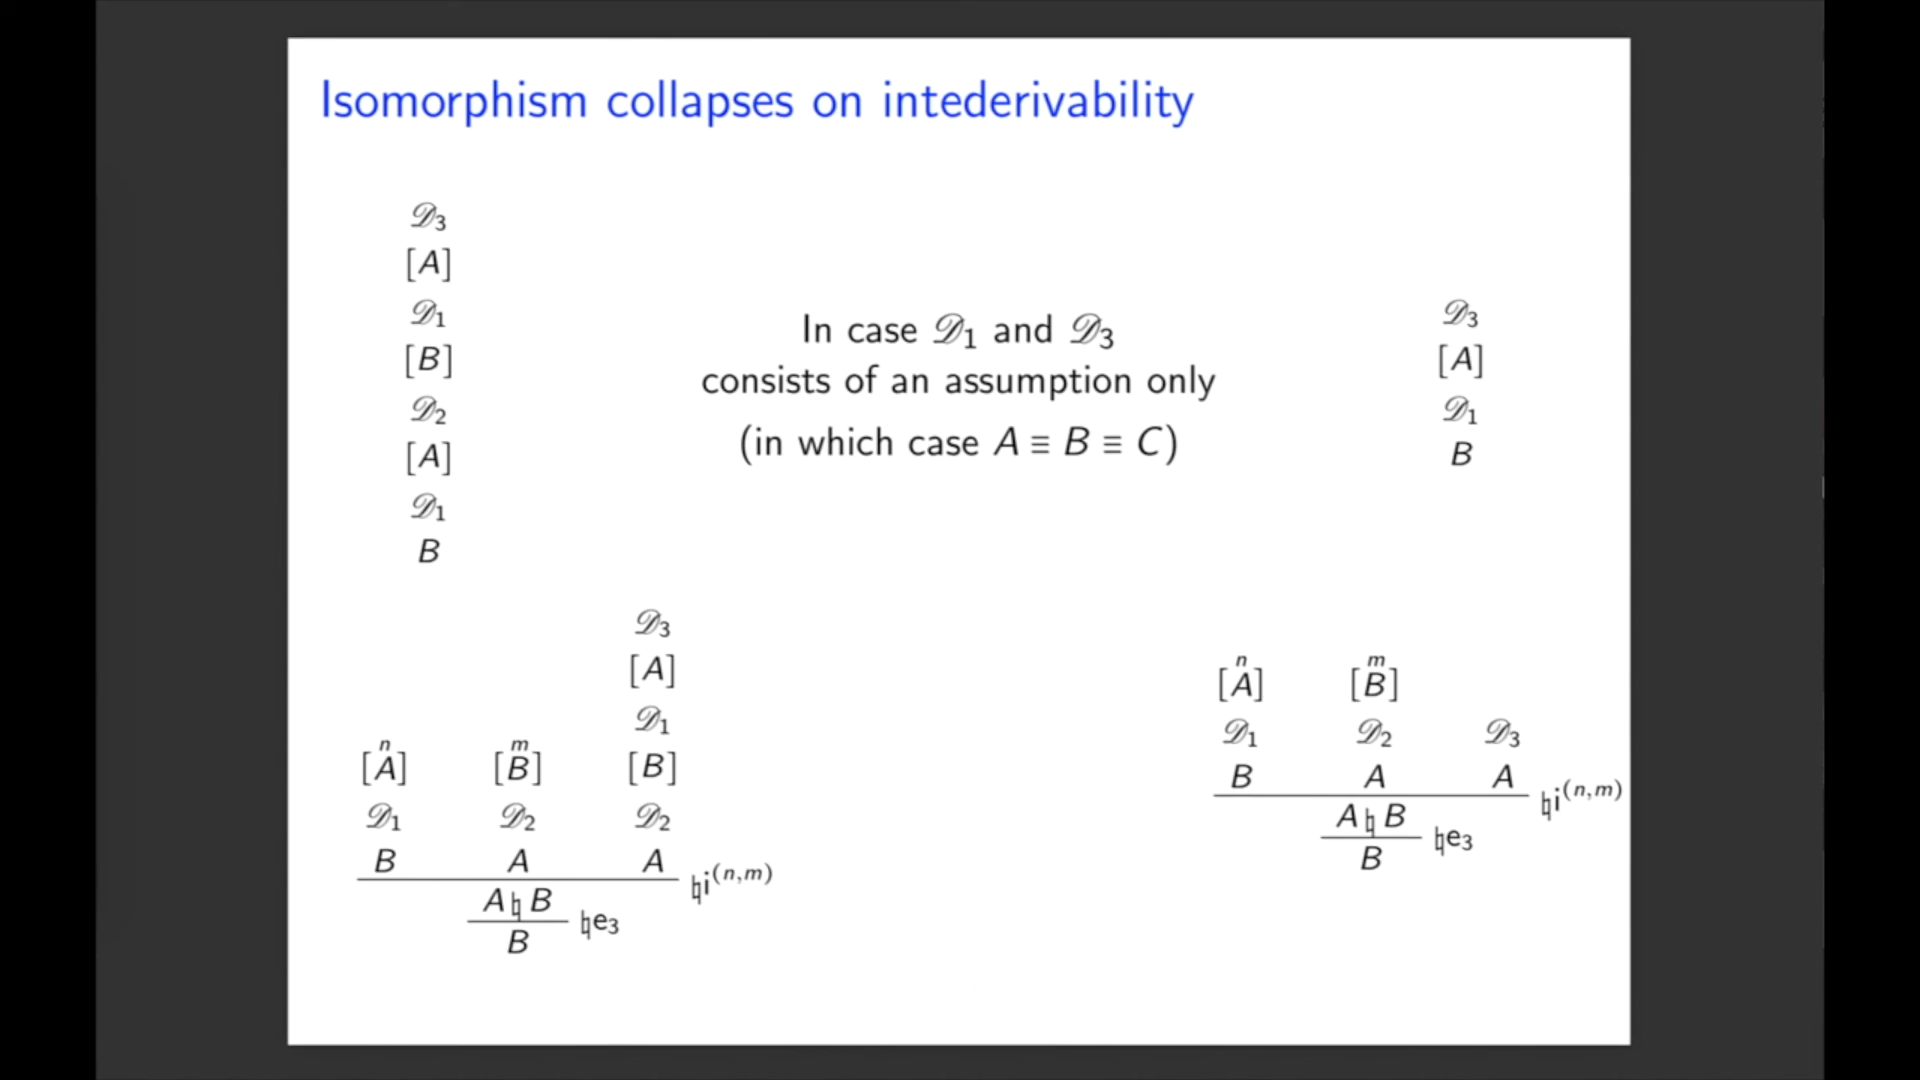 Isomorphism collapses on intederivability
𝒟₃
[A]
𝒟₁
[B]
𝒟₂
[A]
𝒟₁
B
In case 𝒟₁ and 𝒟₃
consists of an assumption only
(in which case A ≡ B ≡ C)
𝒟₃
[A]
𝒟₁
B
𝒟₃
[A]
𝒟₁
n m
[A] [B] [B]
𝒟₁ 𝒟₂ 𝒟₂
B A A
♮i⁽ⁿ,ᵐ⁾
A ♮ B
♮e₃
B
n m
[A] [B]
𝒟₁ 𝒟₂ 𝒟₃
B A A
♮i⁽ⁿ,ᵐ⁾
A ♮ B
♮e₃
B